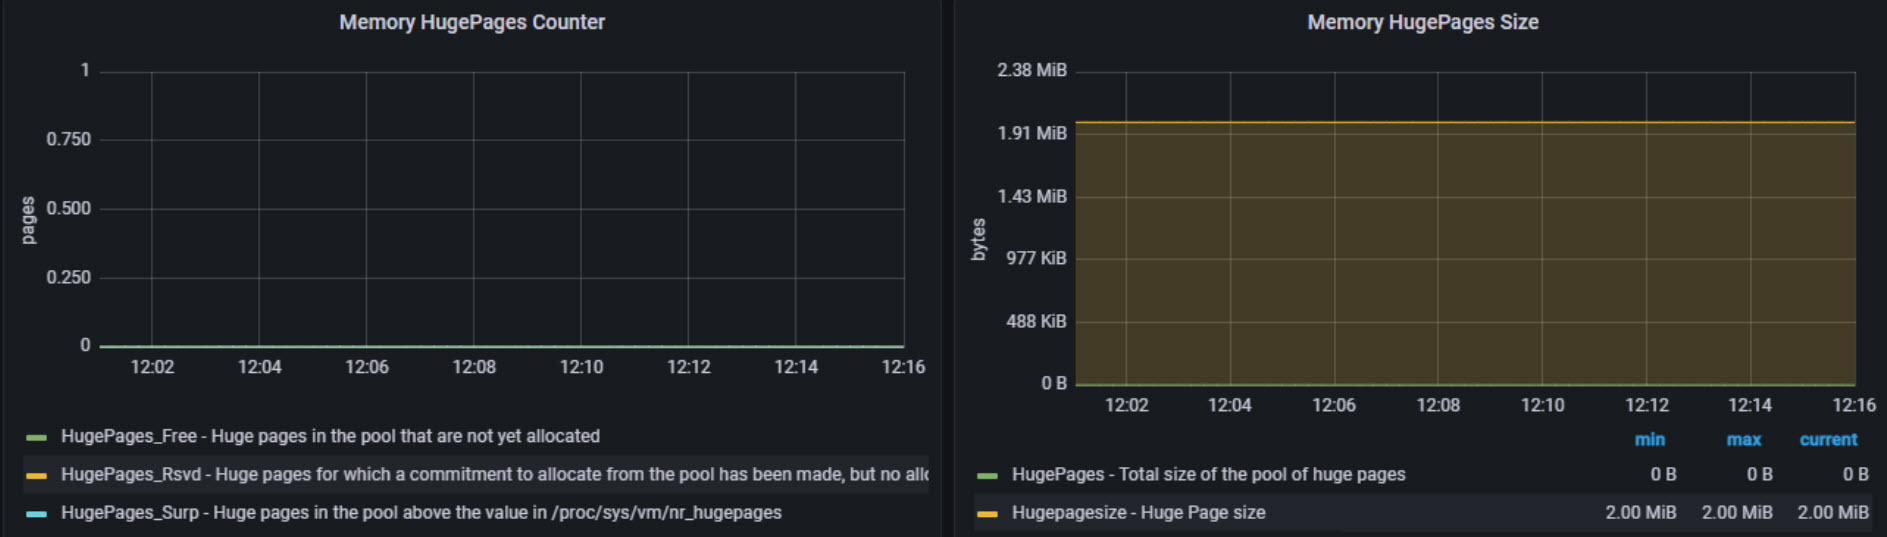 Memory HugePages Counter
1
0.750
0.500
0.250
0
pages
12:02 12:04 12:06 12:08 12:10 12:12 12:14 12:16
HugePages_Free - Huge pages in the pool that are not yet allocated
HugePages_Rsvd - Huge pages for which a commitment to allocate from the pool has been made, but no allo
HugePages_Surp - Huge pages in the pool above the value in /proc/sys/vm/nr_hugepages
Memory HugePages Size
2.38 MiB
1.91 MiB
1.43 MiB
977 KiB
488 KiB
0 B
bytes
12:02 12:04 12:06 12:08 12:10 12:12 12:14 12:16
min max current
HugePages - Total size of the pool of huge pages 0 B 0 B 0 B
Hugepagesize - Huge Page size 2.00 MiB 2.00 MiB 2.00 MiB